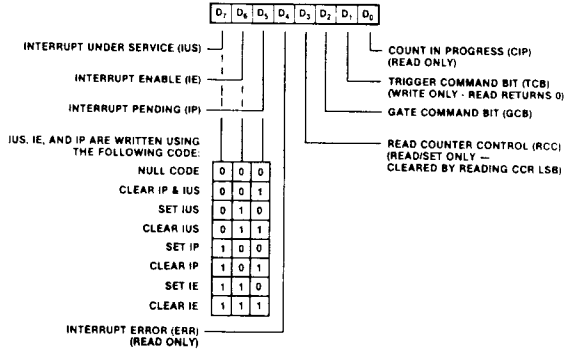 D7 D6 D5 D4 D3 D2 D1 D0
INTERRUPT UNDER SERVICE (IUS)
INTERRUPT ENABLE (IE)
INTERRUPT PENDING (IP)
IUS, IE, AND IP ARE WRITTEN USING
THE FOLLOWING CODE:
NULL CODE 0 0 0
CLEAR IP & IUS 0 0 1
SET IUS 0 1 0
CLEAR IUS 0 1 1
SET IP 1 0 0
CLEAR IP 1 0 1
SET IE 1 1 0
CLEAR IE 1 1 1
INTERRUPT ERROR (ERR)
(READ ONLY)
COUNT IN PROGRESS (CIP)
(READ ONLY)
TRIGGER COMMAND BIT (TCB)
(WRITE ONLY - READ RETURNS 0)
GATE COMMAND BIT (GCB)
READ COUNTER CONTROL (RCC)
(READ/SET ONLY —
CLEARED BY READING CCR LSB)